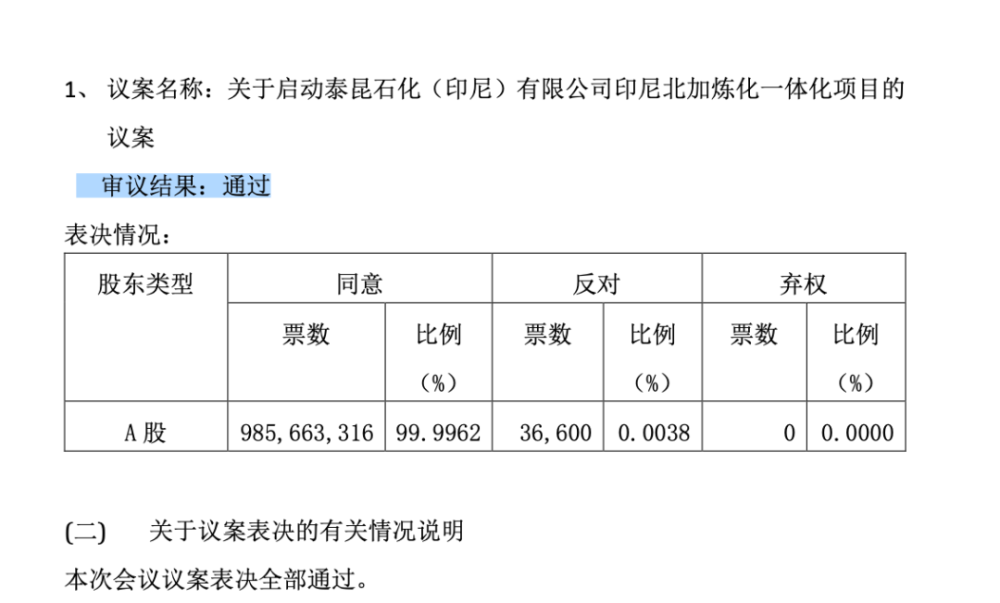 1、 议案名称：关于启动泰昆石化（印尼）有限公司印尼北加炼化一体化项目的
议案
审议结果：通过
表决情况：
股东类型 同意 反对 弃权
票数 比例 票数 比例 票数 比例
（%） （%） （%）
A 股 985,663,316 99.9962 36,600 0.0038 0 0.0000
(二) 关于议案表决的有关情况说明
本次会议议案表决全部通过。